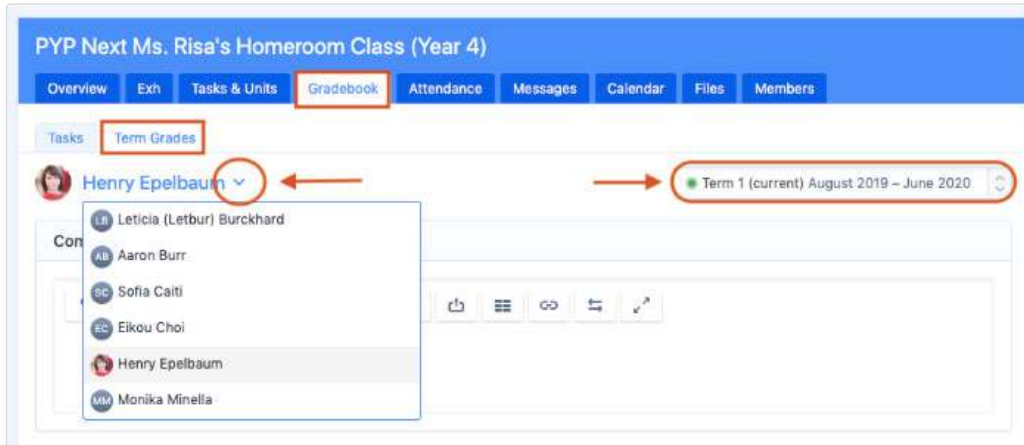 PYP Next Ms. Risa's Homeroom Class (Year 4)
Overview Exh Tasks & Units Gradebook Attendance Messages Calendar Files Members
Tasks Term Grades
Henry Epelbaum
Term 1 (current) August 2019 – June 2020
Leticia (Letbur) Burckhard
Com
AB Aaron Burr
SC Sofia Caiti
EC Eikou Choi
Henry Epelbaum
MM Monika Minella